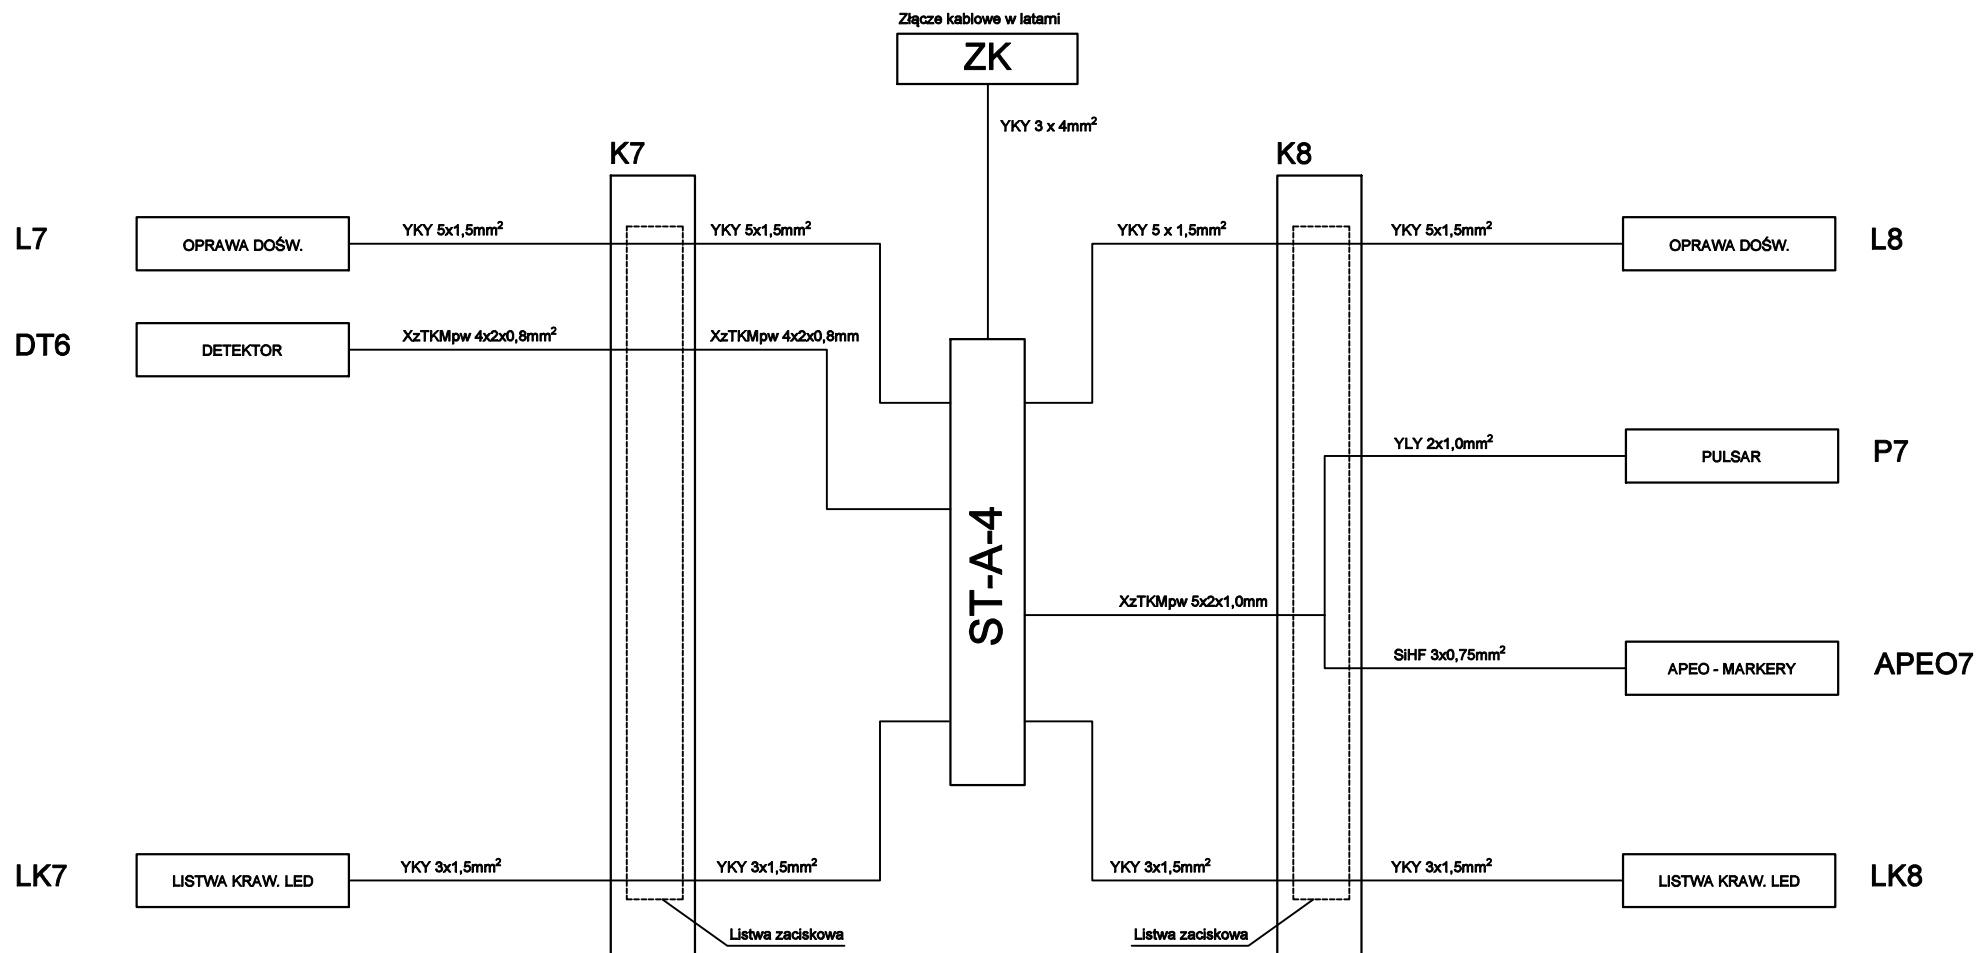 Złącze kablowe w latarni
ZK
YKY 3 x 4mm²
K7
K8
L7
OPRAWA DOŚW.
YKY 5x1,5mm²
YKY 5x1,5mm²
YKY 5 x 1,5mm²
YKY 5x1,5mm²
OPRAWA DOŚW.
L8
DT6
DETEKTOR
XzTKMpw 4x2x0,8mm²
XzTKMpw 4x2x0,8mm
YLY 2x1,0mm²
PULSAR
P7
ST-A-4
XzTKMpw 5x2x1,0mm
SiHF 3x0,75mm²
APEO - MARKERY
APEO7
LK7
LISTWA KRAW. LED
YKY 3x1,5mm²
YKY 3x1,5mm²
YKY 3x1,5mm²
YKY 3x1,5mm²
LISTWA KRAW. LED
LK8
Listwa zaciskowa
Listwa zaciskowa